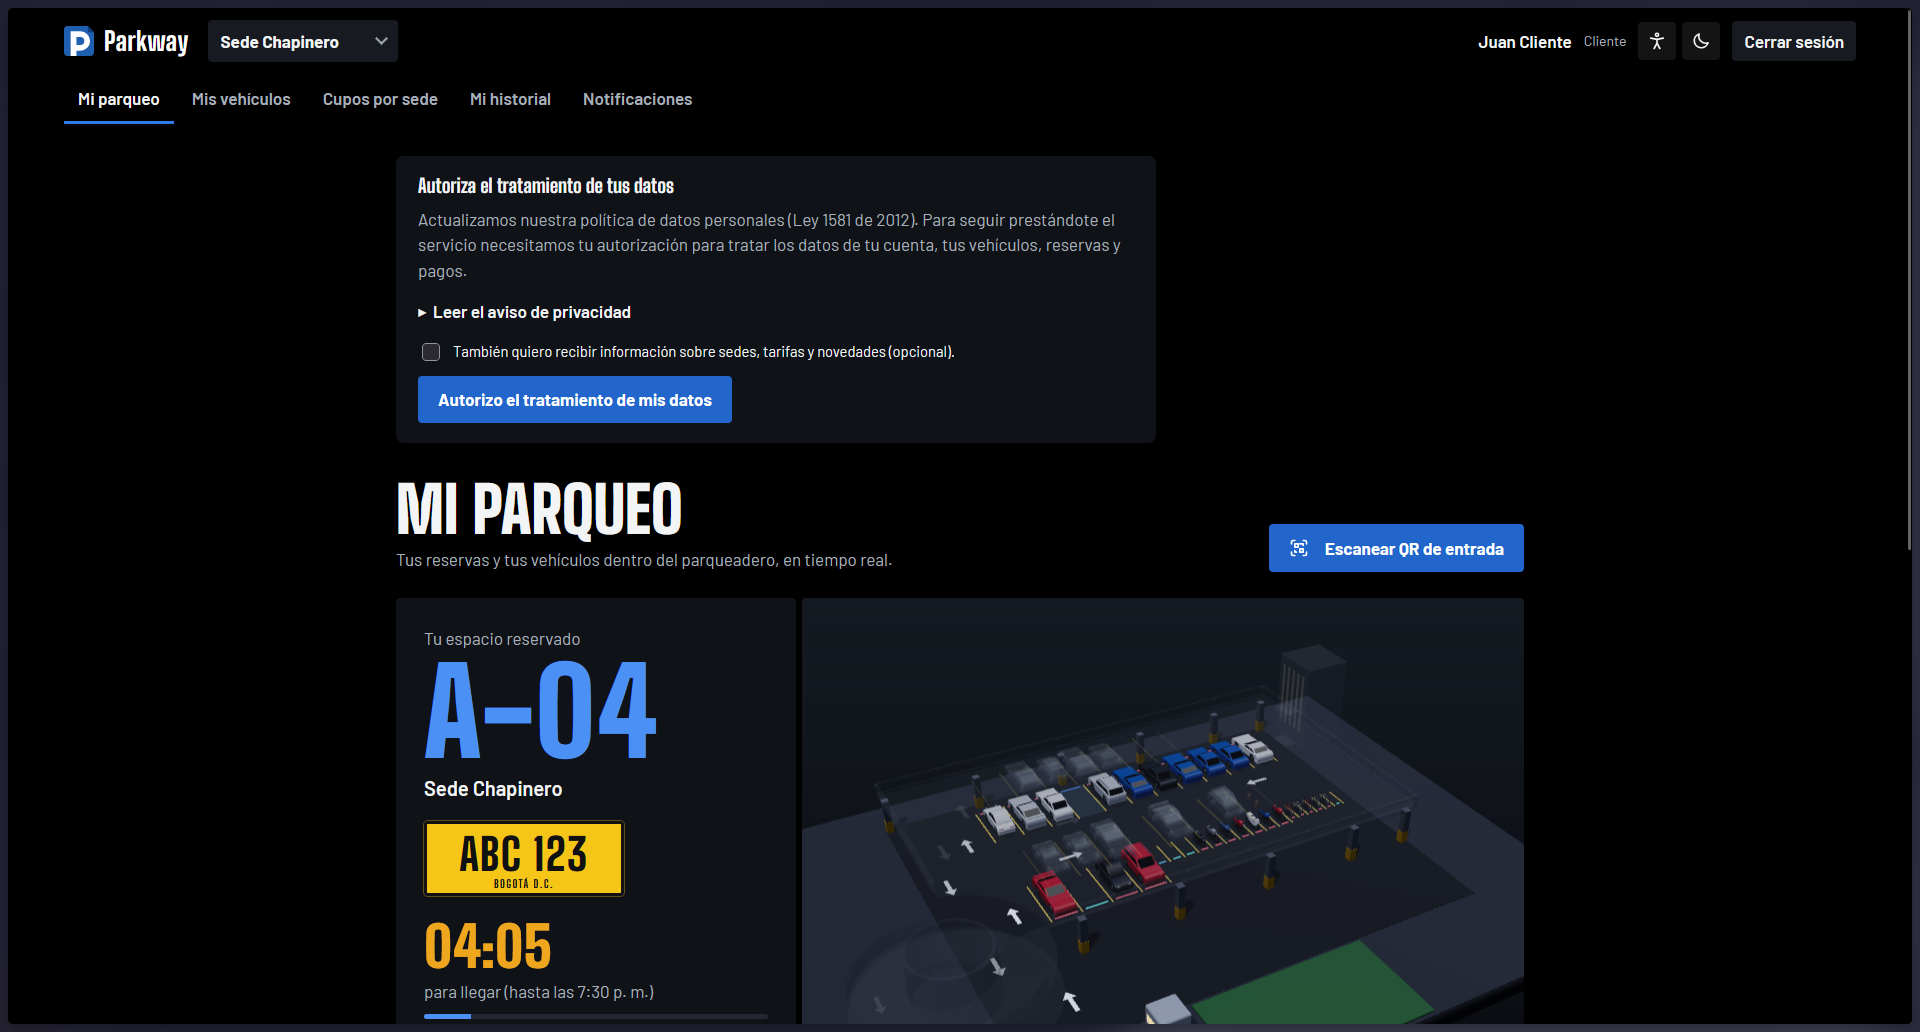 Parkway
Sede Chapinero
Juan Cliente Cliente
Cerrar sesión
Mi parqueo
Mis vehículos
Cupos por sede
Mi historial
Notificaciones
Autoriza el tratamiento de tus datos
Actualizamos nuestra política de datos personales (Ley 1581 de 2012). Para seguir prestándote el
servicio necesitamos tu autorización para tratar los datos de tu cuenta, tus vehículos, reservas y
pagos.
Leer el aviso de privacidad
También quiero recibir información sobre sedes, tarifas y novedades (opcional).
Autorizo el tratamiento de mis datos
MI PARQUEO
Tus reservas y tus vehículos dentro del parqueadero, en tiempo real.
Escanear QR de entrada
Tu espacio reservado
A-04
Sede Chapinero
ABC 123
BOGOTÁ D.C.
04:05
para llegar (hasta las 7:30 p. m.)